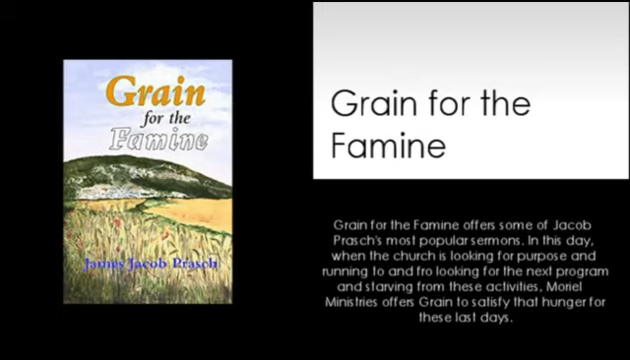 Grain
for the
Famine
James Jacob Prasch
Grain for the
Famine
Grain for the Famine offers some of Jacob
Prasch's most popular sermons. In this day,
when the church is looking for purpose and
running to and fro looking for the next program
and starving from these activities, Moriel
Ministries offers Grain to satisfy that hunger for
these last days.